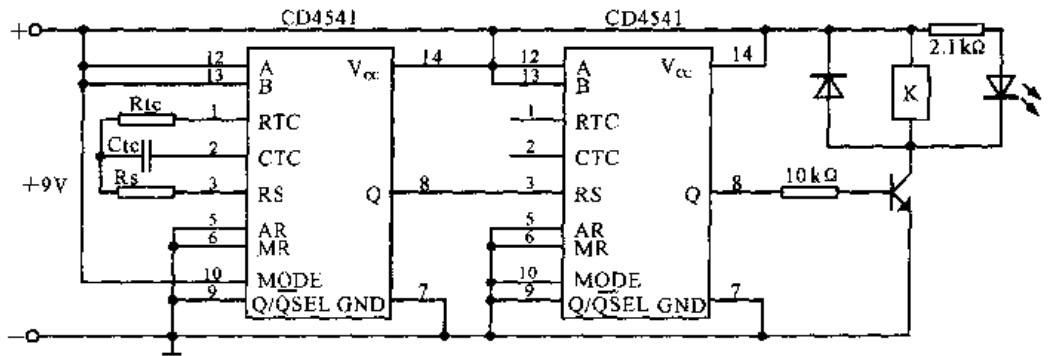 CD4541 CD4541
+
12 A
13 B
VCC 14
Rtc 1 RTC
Ctc 2 CTC
Rs 3 RS
+9V
Q 8
5 AR
6 MR
10 MODE
9 Q/Q̅SEL GND 7
12 A
13 B
VCC 14
1 RTC
2 CTC
3 RS
Q 8
5 AR
6 MR
10 MODE
9 Q/Q̅SEL GND 7
2.1kΩ
K
10kΩ
−